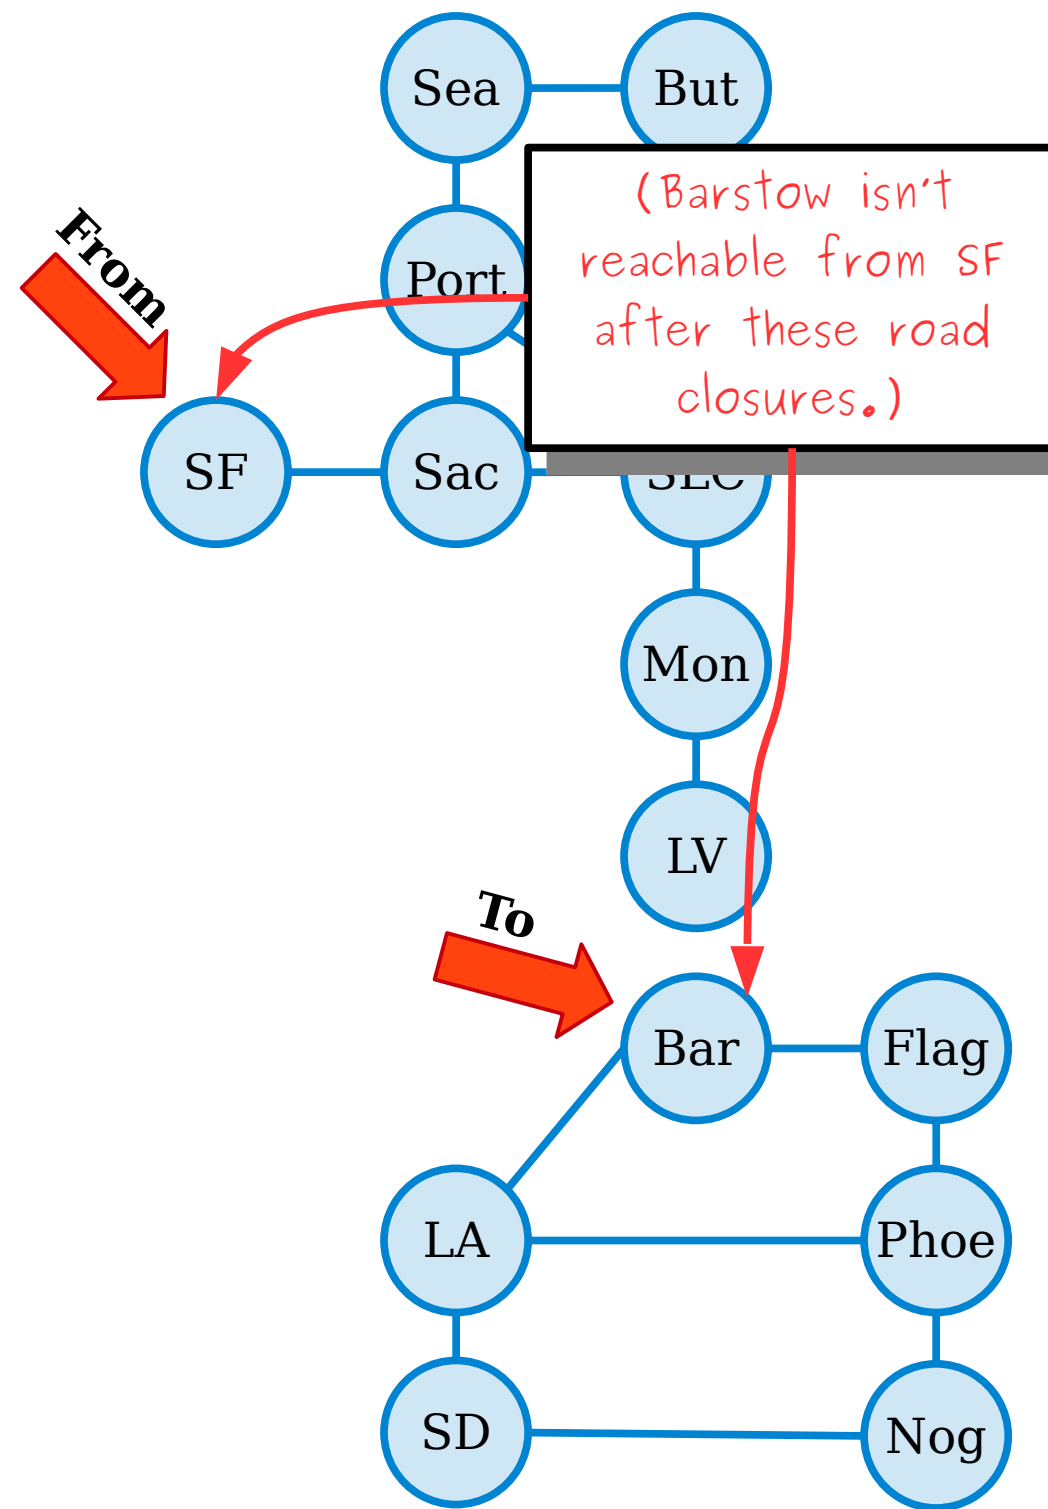 Sea
But
(Barstow isn't
reachable from SF
after these road
closures.)
From
Port
SF
Sac
SLC
Mon
LV
To
Bar
Flag
LA
Phoe
SD
Nog